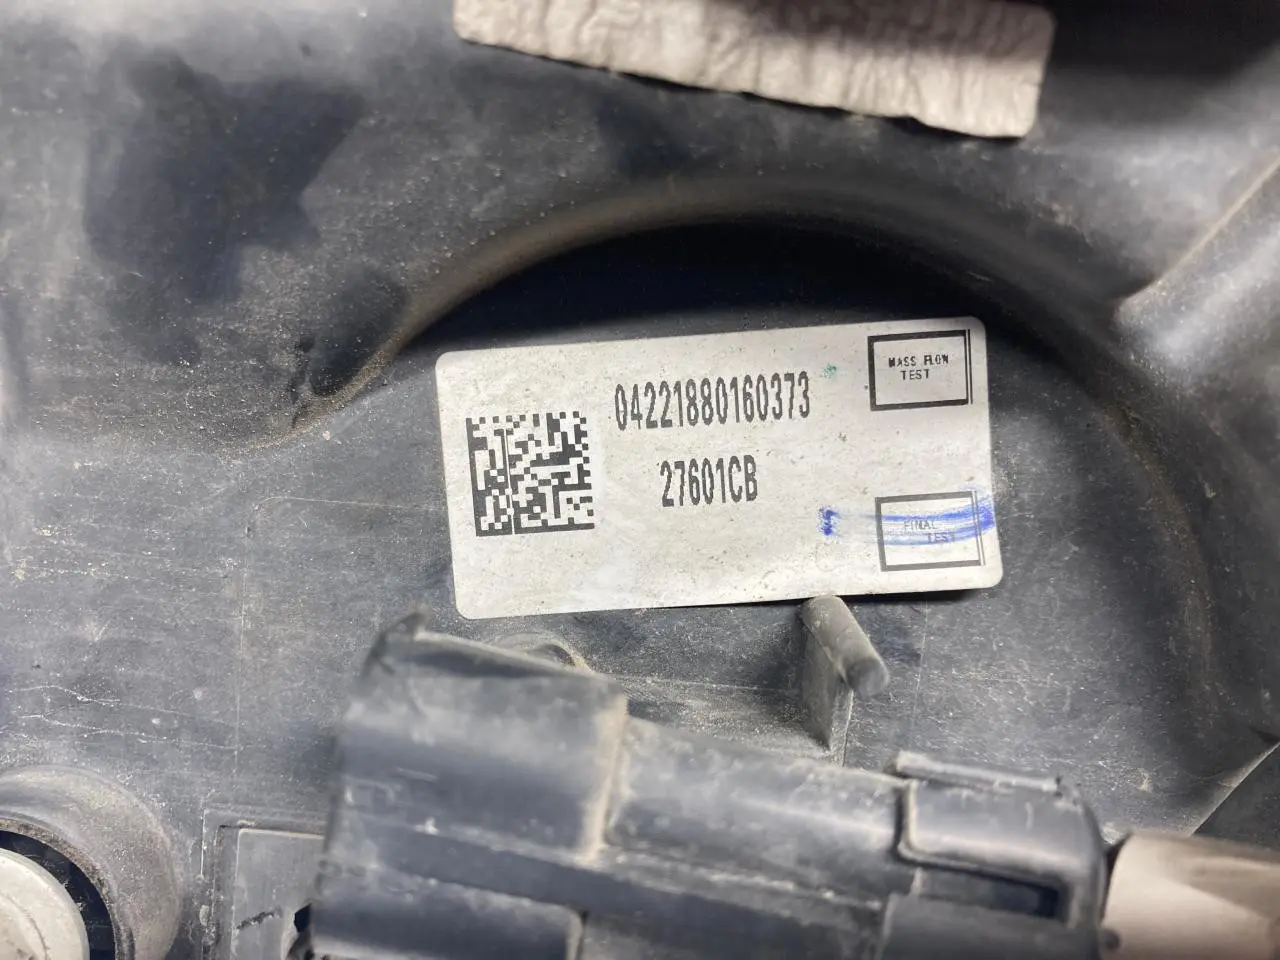 04221880160373
27601CB
MASS FLOW
TEST
FINAL
TEST